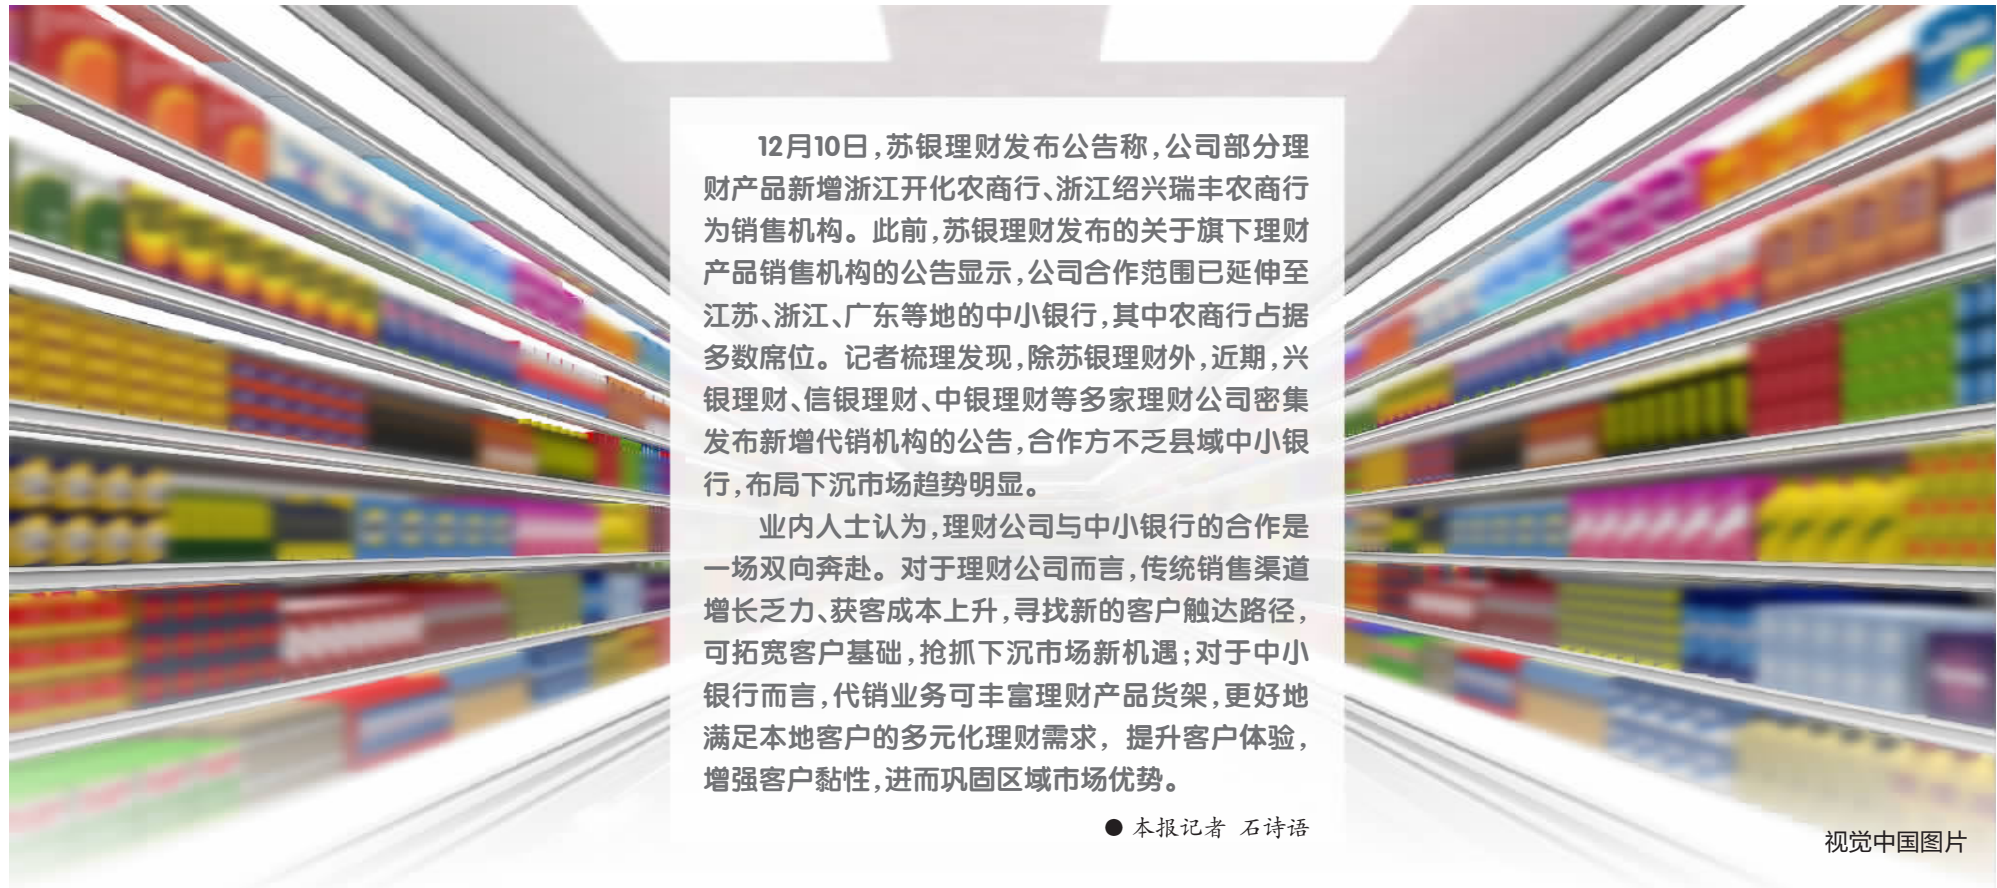 12月10日,苏银理财发布公告称,公司部分理
财产品新增浙江开化农商行、浙江绍兴瑞丰农商行
为销售机构。此前,苏银理财发布的关于旗下理财
产品销售机构的公告显示,公司合作范围已延伸至
江苏、浙江、广东等地的中小银行,其中农商行占据
多数席位。记者梳理发现,除苏银理财外,近期,兴
银理财、信银理财、中银理财等多家理财公司密集
发布新增代销机构的公告,合作方不乏县域中小银
行,布局下沉市场趋势明显。
业内人士认为,理财公司与中小银行的合作是
一场双向奔赴。对于理财公司而言,传统销售渠道
增长乏力、获客成本上升,寻找新的客户触达路径,
可拓宽客户基础,抢抓下沉市场新机遇;对于中小
银行而言,代销业务可丰富理财产品货架,更好地
满足本地客户的多元化理财需求,提升客户体验,
增强客户黏性,进而巩固区域市场优势。
● 本报记者 石诗语
视觉中国图片